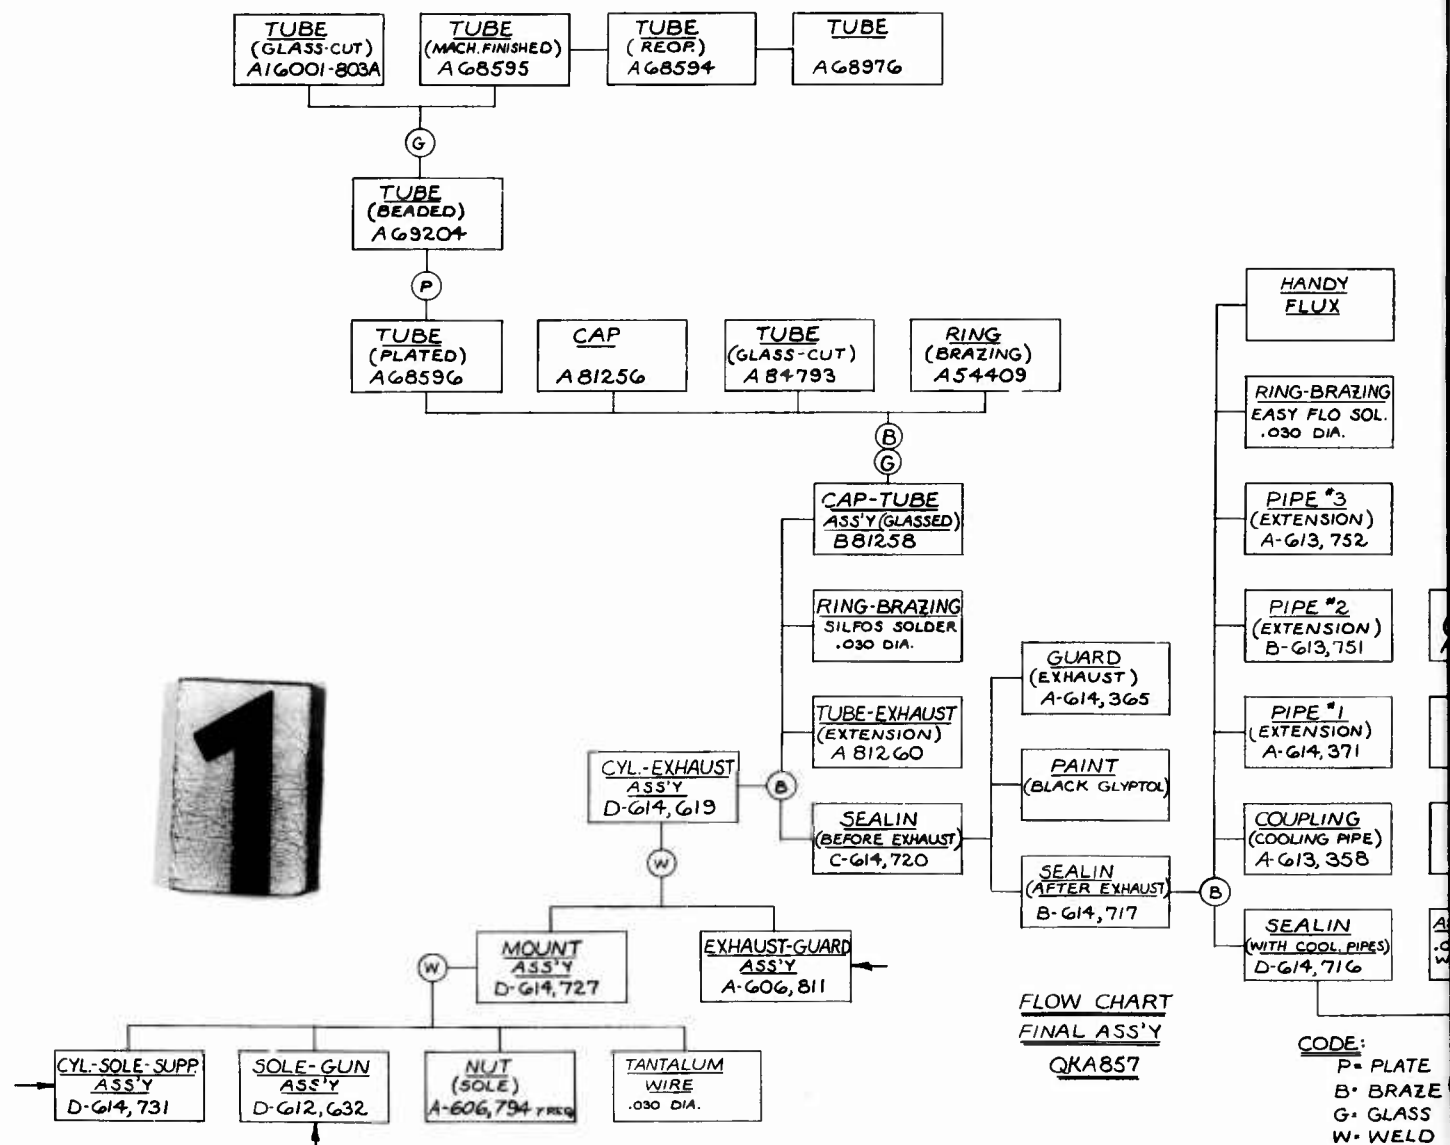 TUBE
(GLASS-CUT)
A16001-803A
TUBE
(MACH. FINISHED)
A68595
TUBE
(REOP.)
A68594
TUBE
A68976
G
TUBE
(BEADED)
A69204
P
TUBE
(PLATED)
A68596
CAP
A81256
TUBE
(GLASS-CUT)
A84793
RING
(BRAZING)
A54409
B
G
CAP-TUBE
ASS'Y (GLASSED)
B81258
RING-BRAZING
SILFOS SOLDER
.030 DIA.
TUBE-EXHAUST
(EXTENSION)
A81260
SEALIN
(BEFORE EXHAUST)
C-614,720
B
CYL.-EXHAUST
ASS'Y
D-614,619
W
MOUNT
ASS'Y
D-614,727
EXHAUST-GUARD
ASS'Y
A-606,811
W
CYL.-SOLE-SUPP.
ASS'Y
D-614,731
SOLE-GUN
ASS'Y
D-612,632
NUT
(SOLE)
A-606,794 7 REQ
TANTALUM
WIRE
.030 DIA.
GUARD
(EXHAUST)
A-614,365
PAINT
(BLACK GLYPTOL)
SEALIN
(AFTER EXHAUST)
B-614,717
B
HANDY
FLUX
RING-BRAZING
EASY FLO SOL.
.030 DIA.
PIPE #3
(EXTENSION)
A-613,752
PIPE #2
(EXTENSION)
B-613,751
PIPE #1
(EXTENSION)
A-614,371
COUPLING
(COOLING PIPE)
A-613,358
SEALIN
(WITH COOL. PIPES)
D-614,716
1
FLOW CHART
FINAL ASS'Y
QKA857
CODE:
P= PLATE
B= BRAZE
G= GLASS
W= WELD